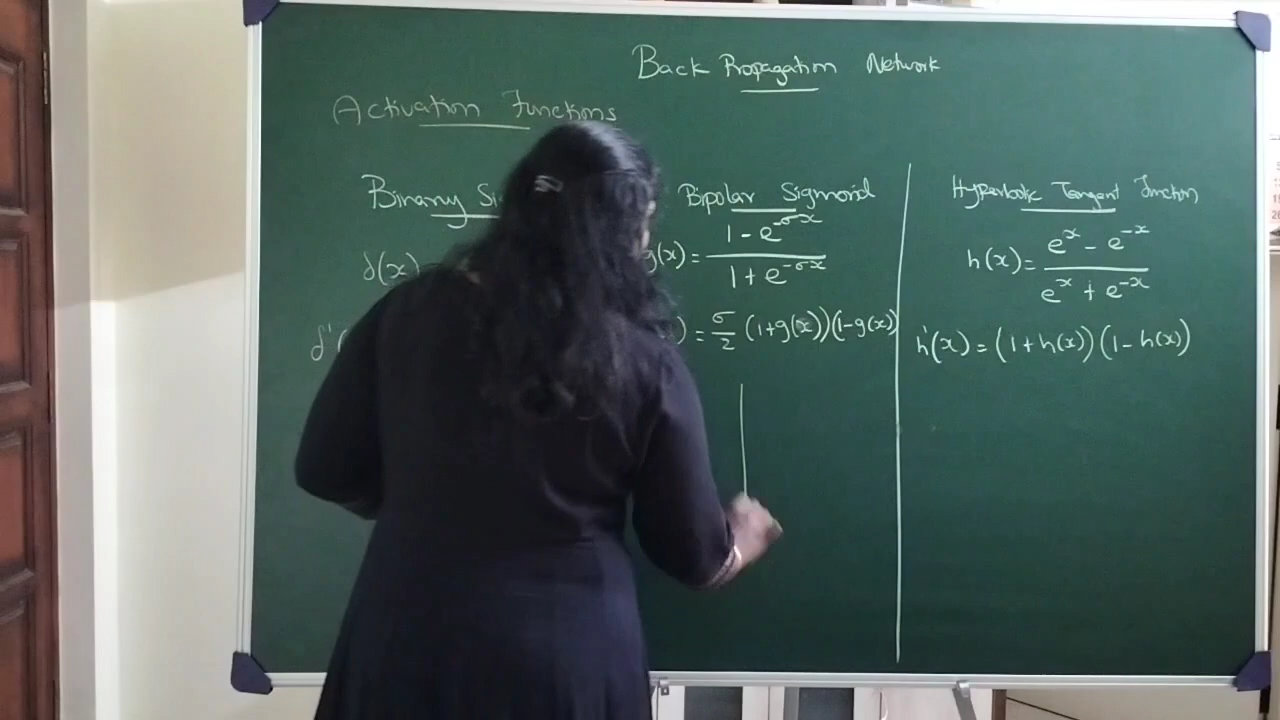 Back Propagation Network
Activation Functions
Binary
f(x)
f'(
Bipolar Sigmoid
g(x) = 1 - e^-σx / 1 + e^-σx
) = σ/2 (1+g(x))(1-g(x))
Hyperbolic Tangent Function
h(x) = e^x - e^-x / e^x + e^-x
h'(x) = (1 + h(x)) (1 - h(x))